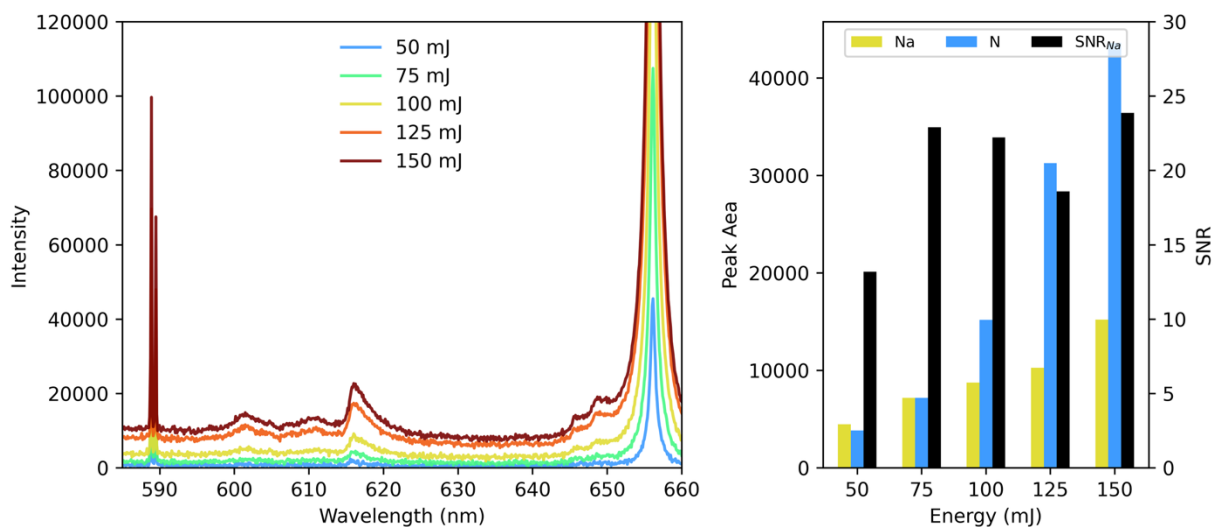 120000
100000
80000
60000
40000
20000
0
Intensity
50 mJ
75 mJ
100 mJ
125 mJ
150 mJ
590 600 610 620 630 640 650 660
Wavelength (nm)
40000
30000
20000
10000
0
Peak Aea
Na N SNR_Na
30
25
20
15
10
5
0
SNR
50 75 100 125 150
Energy (mJ)